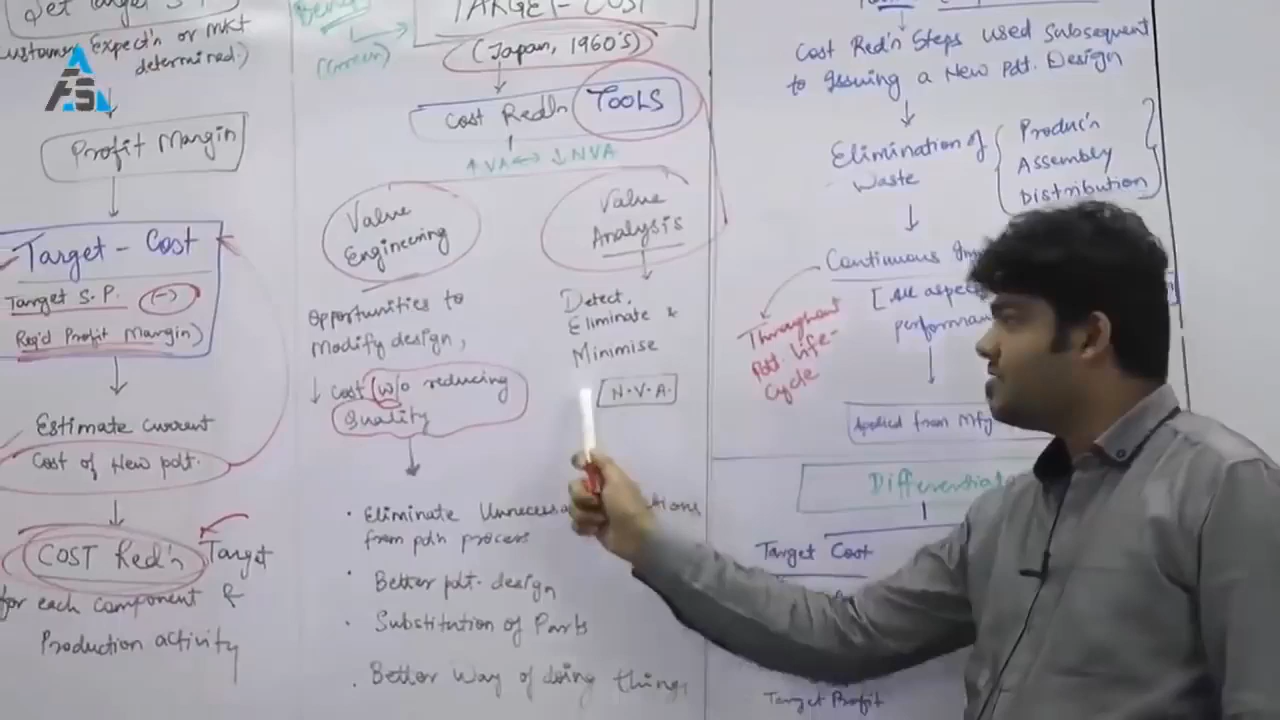 Set Target S.P
Customer Expect'n or MKT
determined)
Profit Margin
Target - Cost
Target S.P. (-)
Req'd Profit Margin)
Estimate current
Cost of New pdt.
COST Red'n Target
for each component &
Production activity
TARGET - COST
(Japan, 1960's)
Cost Red'n TOOLS
↑ VA ↔ ↓ NVA
Value
Engineering
opportunities to
Modify design,
↓ cost (w/o reducing
Quality
• Eliminate Unnecessa
from pdn process
• Better pdt. design
• Substitution of Parts
• Better Way of doing things
Value
Analysis
Detect,
Eliminate &
Minimise
N.V.A.
Cost Red'n Steps used Subsequent
to Issuing a New pdt. Design
Elimination of
Waste
Produc'n
Assembly
Distribution
Continuous
[All aspec
performan
Throughout
Pdt. life-
Cycle
Applied from Mfg
Differential
Target Cost
Target Profit